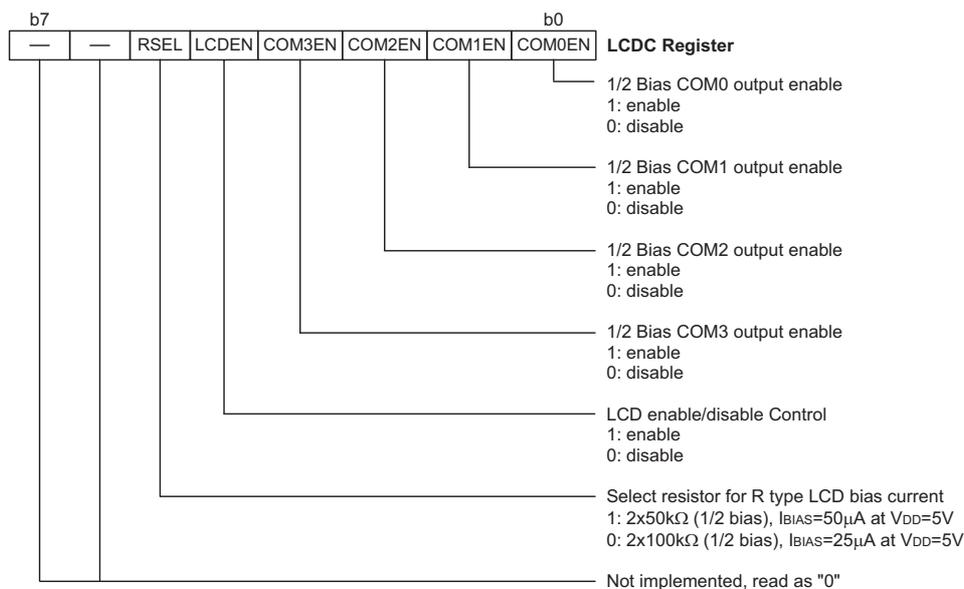 b7 b0
— — RSEL LCDEN COM3EN COM2EN COM1EN COM0EN LCDC Register
1/2 Bias COM0 output enable
1: enable
0: disable
1/2 Bias COM1 output enable
1: enable
0: disable
1/2 Bias COM2 output enable
1: enable
0: disable
1/2 Bias COM3 output enable
1: enable
0: disable
LCD enable/disable Control
1: enable
0: disable
Select resistor for R type LCD bias current
1: 2x50kΩ (1/2 bias), IBIAS=50μA at VDD=5V
0: 2x100kΩ (1/2 bias), IBIAS=25μA at VDD=5V
Not implemented, read as "0"